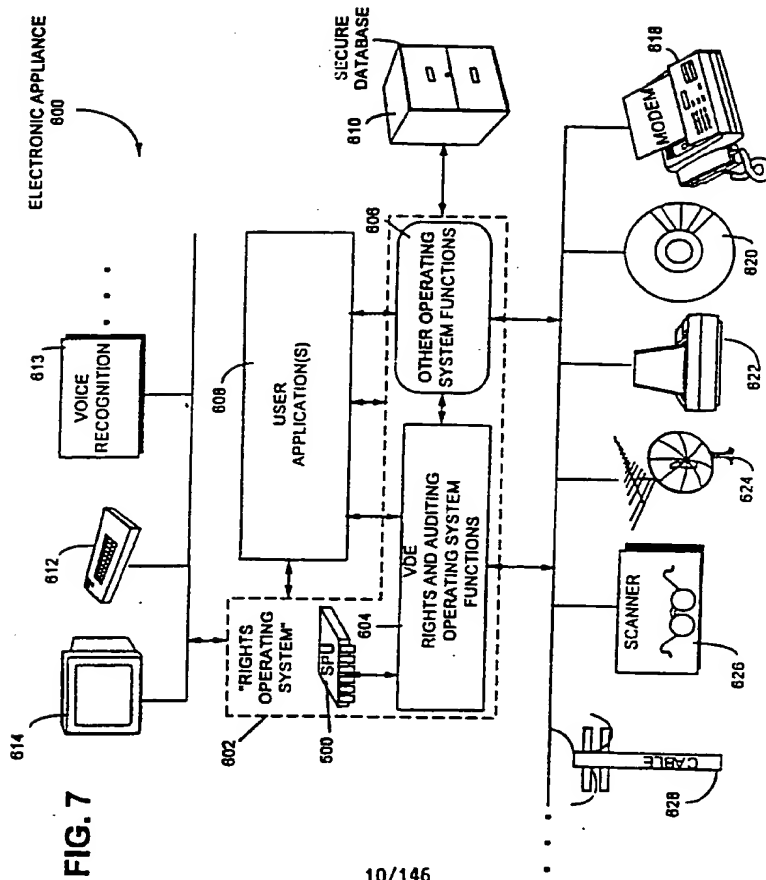 FIG. 7
ELECTRONIC APPLIANCE
600
614
612
613
VOICE
RECOGNITION
. . .
608
USER
APPLICATION(S)
602
"RIGHTS
OPERATING
SYSTEM"
SPU
500
604
VDE
RIGHTS AND AUDITING
OPERATING SYSTEM
FUNCTIONS
606
OTHER OPERATING
SYSTEM FUNCTIONS
610
SECURE
DATABASE
. . .
CABLE
628
SCANNER
626
624
622
620
MODEM
618
10/146